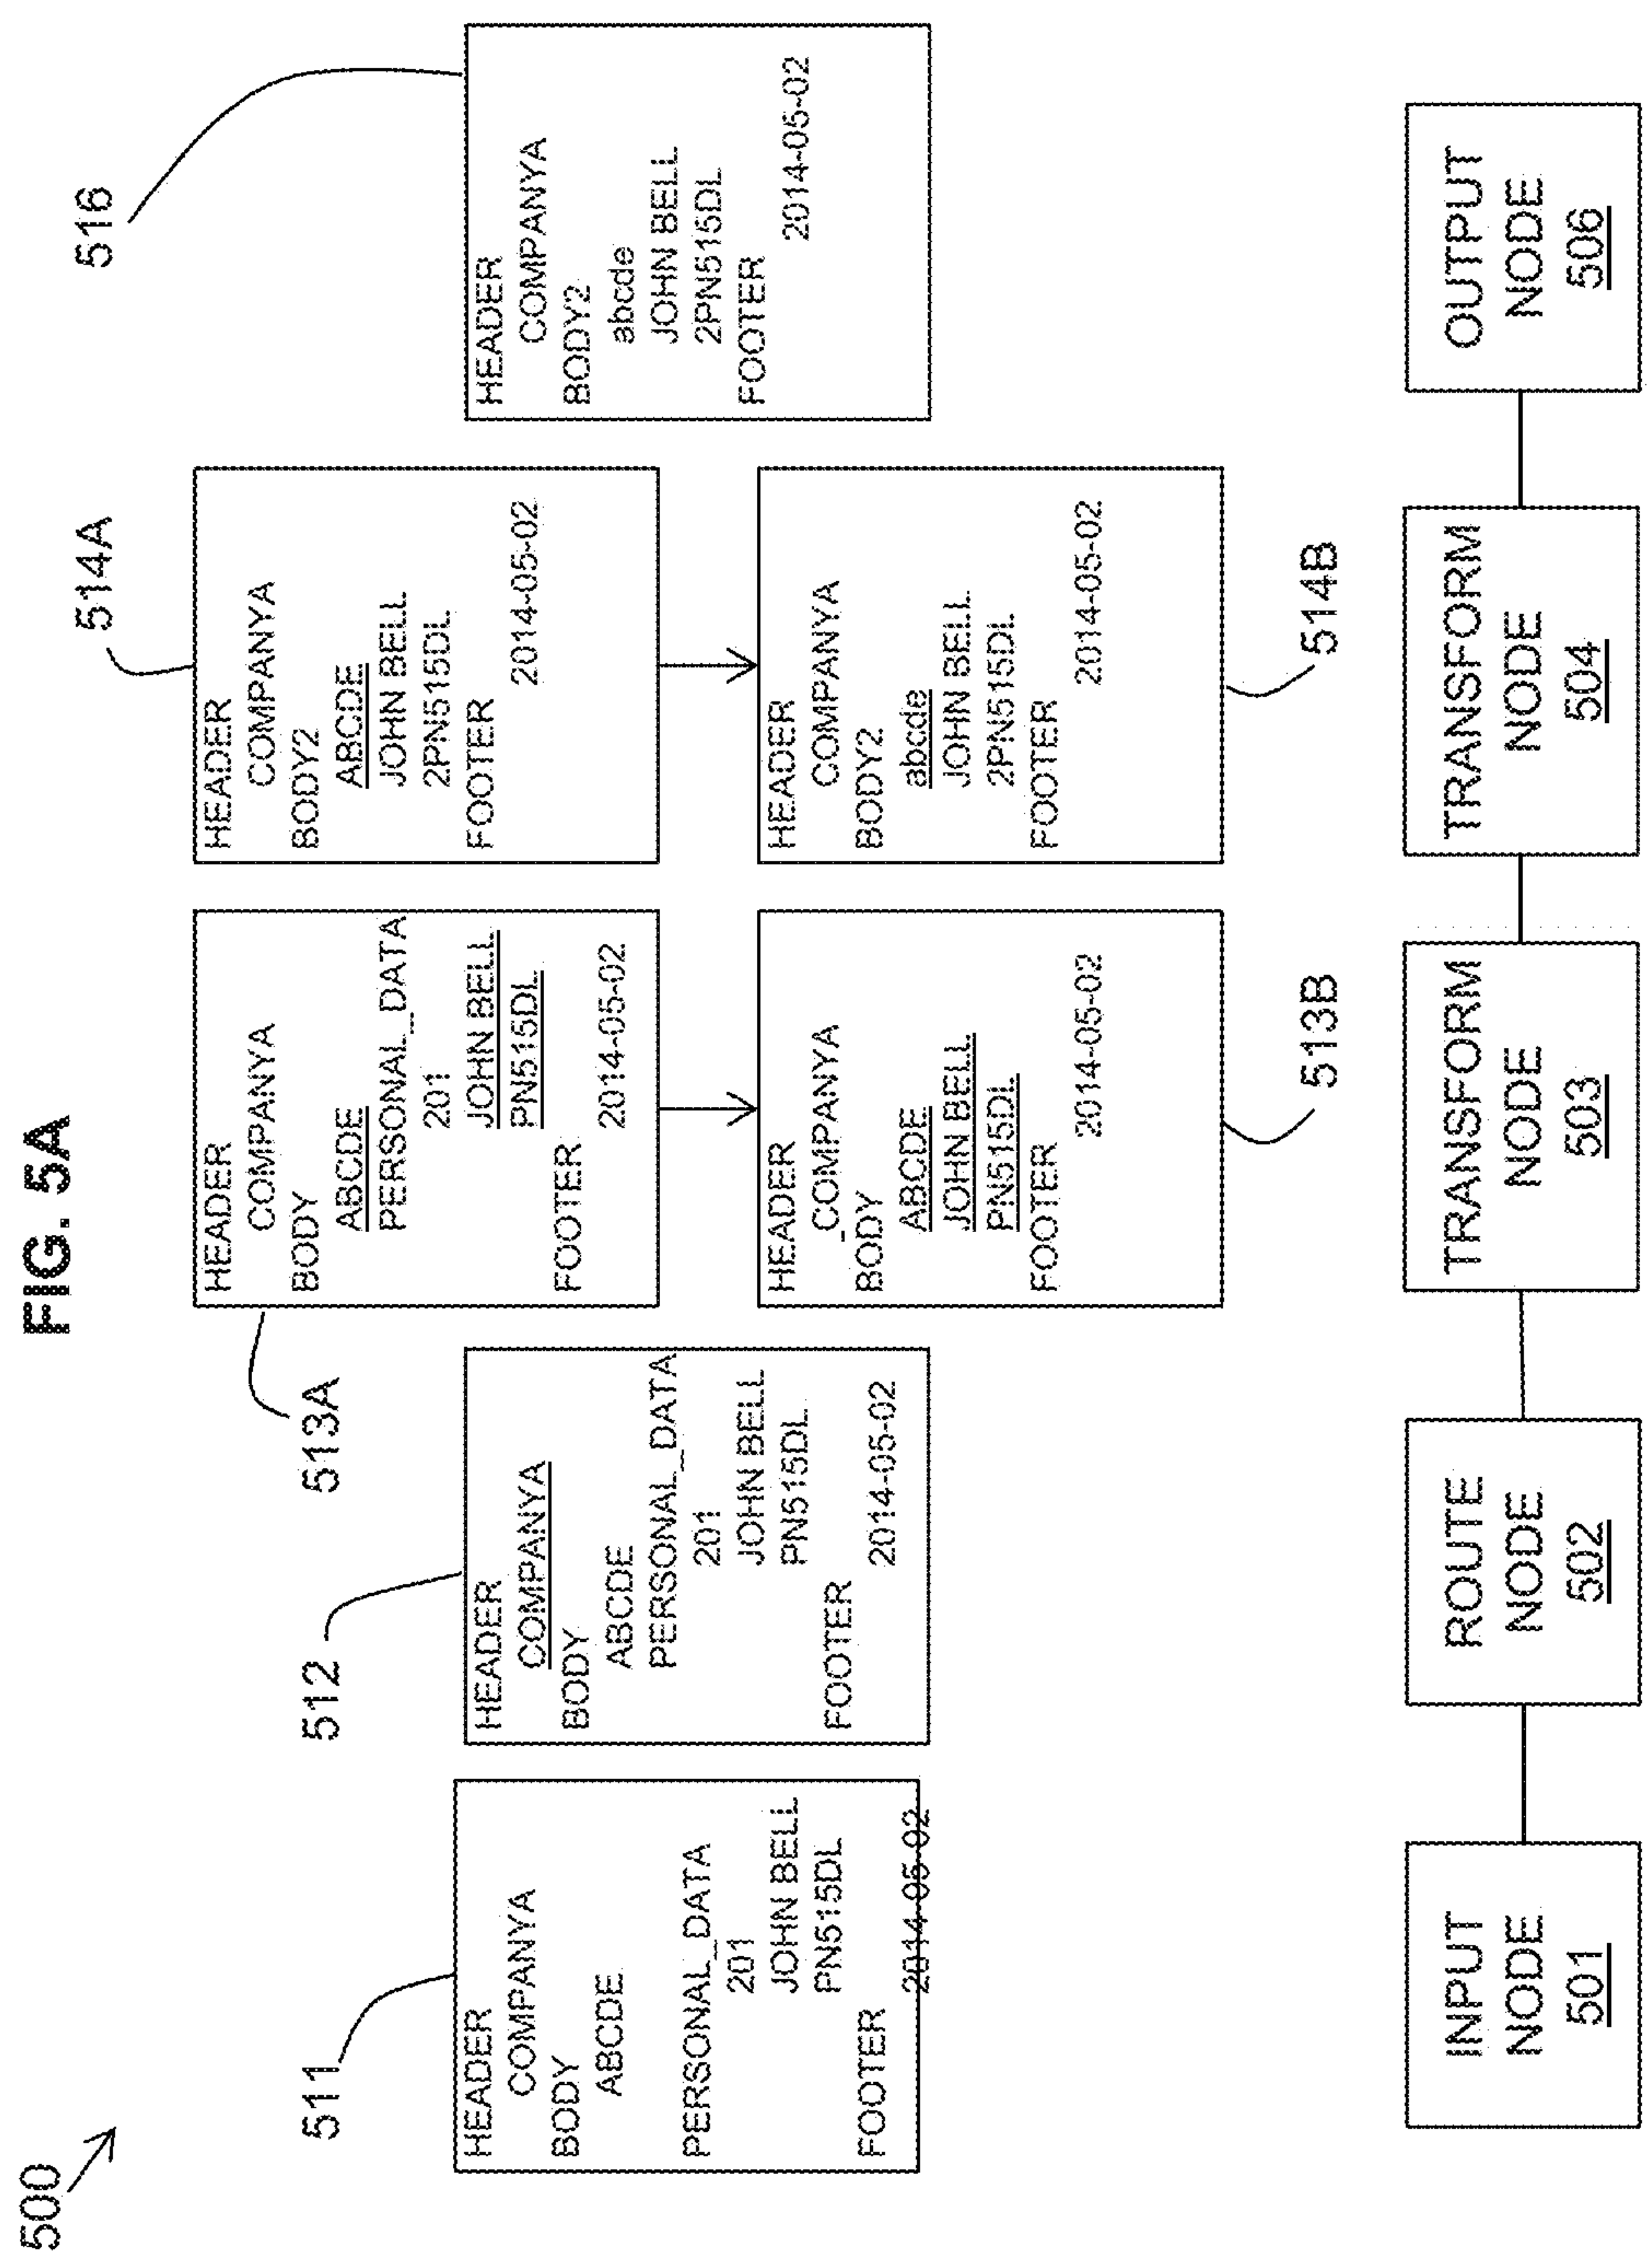 FIG. 5A
500
511
HEADER
COMPANYA
BODY
ABCDE
PERSONAL_DATA
201
JOHN BELL
PN515DL
FOOTER
2014-05-02
512
HEADER
COMPANYA
BODY
ABCDE
PERSONAL_DATA
201
JOHN BELL
PN515DL
FOOTER
2014-05-02
513A
HEADER
COMPANYA
BODY
ABCDE
PERSONAL_DATA
201
JOHN BELL
PN515DL
FOOTER
2014-05-02
HEADER
COMPANYA
BODY
ABCDE
JOHN BELL
PN515DL
FOOTER
2014-05-02
513B
514A
HEADER
COMPANYA
BODY2
ABCDE
JOHN BELL
2PN515DL
FOOTER
2014-05-02
HEADER
COMPANYA
BODY2
abcde
JOHN BELL
2PN515DL
FOOTER
2014-05-02
514B
516
HEADER
COMPANYA
BODY2
abcde
JOHN BELL
2PN515DL
FOOTER
2014-05-02
INPUT
NODE
501
ROUTE
NODE
502
TRANSFORM
NODE
503
TRANSFORM
NODE
504
OUTPUT
NODE
506